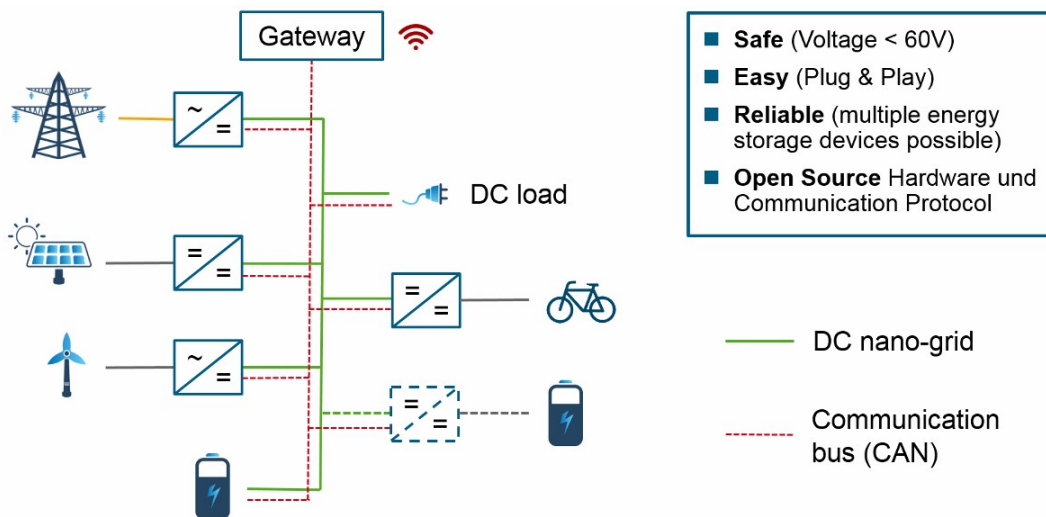 Gateway
Safe (Voltage < 60V)
Easy (Plug & Play)
Reliable (multiple energy
storage devices possible)
Open Source Hardware und
Communication Protocol
~
=
DC load
=
=
=
=
~
=
=
=
DC nano-grid
Communication
bus (CAN)